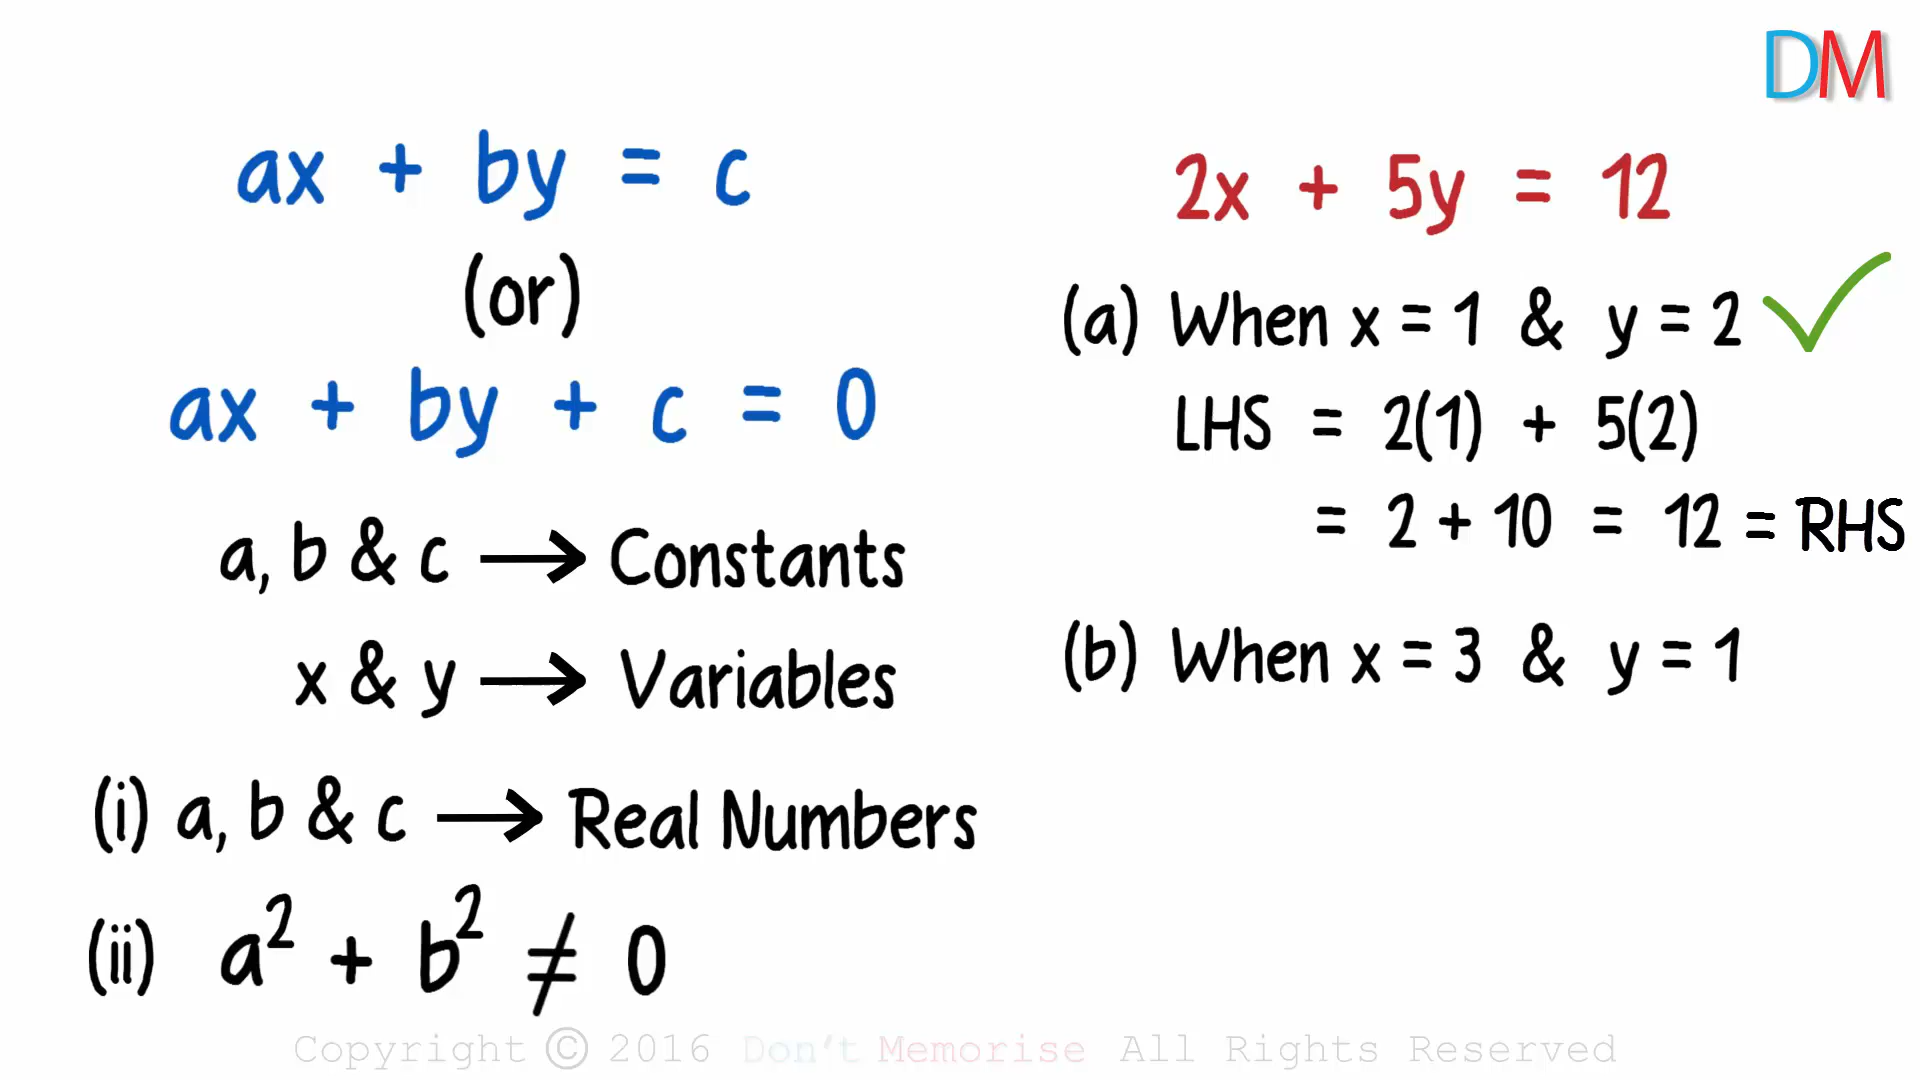 DM
ax + by = c
(or)
ax + by + c = 0
a, b & c ⟶ Constants
x & y ⟶ Variables
(i) a, b & c ⟶ Real Numbers
(ii) a² + b² ≠ 0
2x + 5y = 12
(a) When x = 1 & y = 2 ✓
LHS = 2(1) + 5(2)
= 2 + 10 = 12 = RHS
(b) When x = 3 & y = 1
Copyright © 2016 Don't Memorise All Rights Reserved